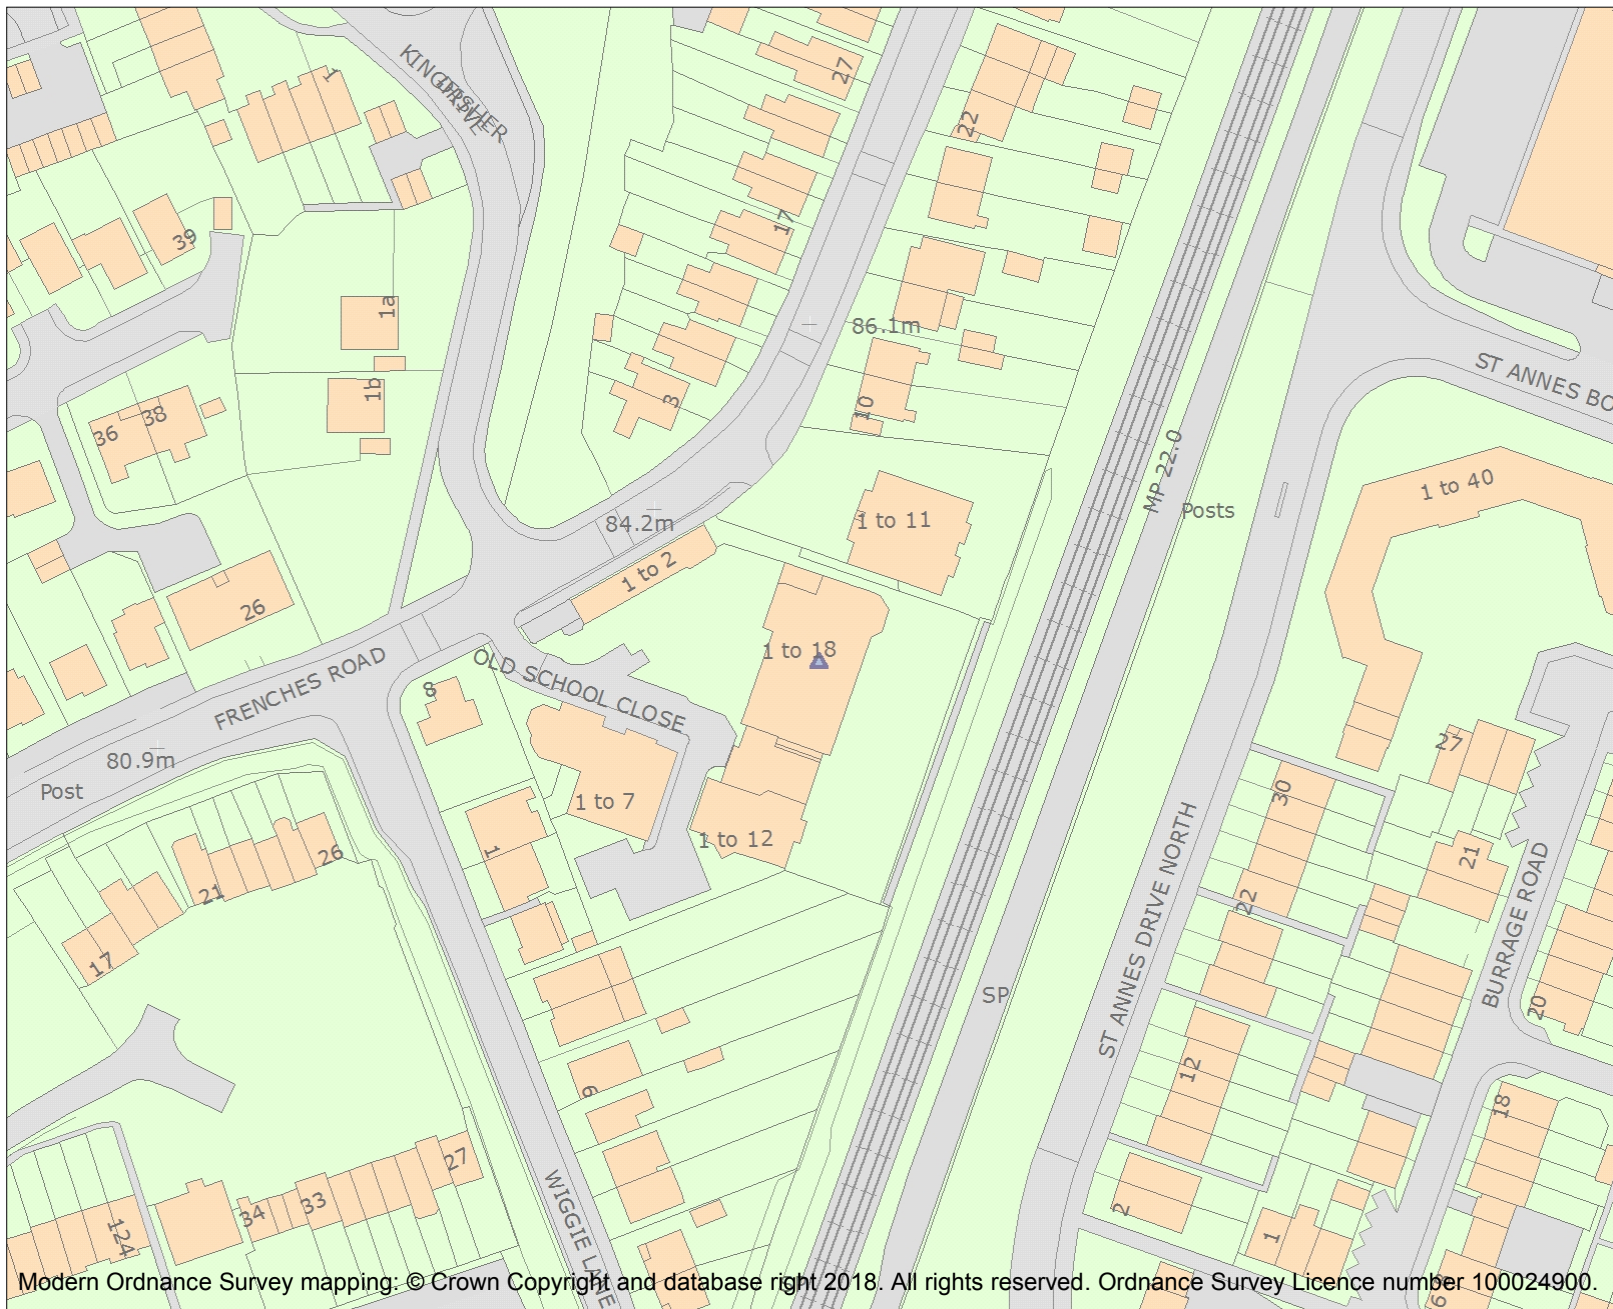 KINGFISHER
DRIVE
1
27
22
39
17
1a
86.1m
ST ANNES BO
1b
3
10
36
38
MP 22.0
1 to 40
Posts
84.2m
1 to 11
1 to 2
26
1 to 18
OLD SCHOOL CLOSE
FRENCHES ROAD
8
80.9m
Post
27
30
1 to 7
1 to 12
ST ANNES DRIVE NORTH
1
26
21
21
22
BURRAGE ROAD
17
SP
20
12
6
18
27
34
33
124
WIGGIE LANE
2
1
Modern Ordnance Survey mapping: © Crown Copyright and database right 2018. All rights reserved. Ordnance Survey Licence number 100024900.